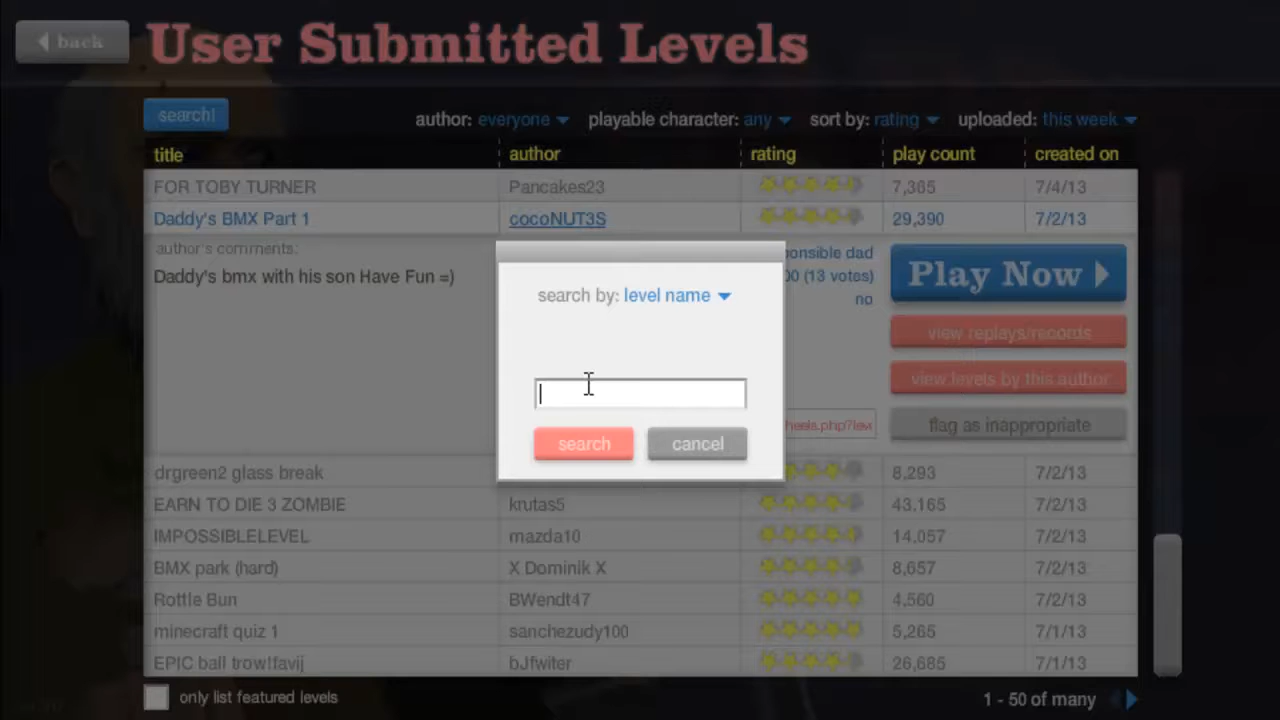 back
User Submitted Levels
search!
author: everyone
playable character: any
sort by: rating
uploaded: this week
title author rating play count created on
FOR TOBY TURNER Pancakes23 7,365 7/4/13
Daddy's BMX Part 1 cocoNUT3S 29,390 7/2/13
author's comments:
Daddy's bmx with his son Have Fun =)
dad
(13 votes)
no
Play Now
view replays/records
view levels by this author
flag as inappropriate
search by: level name
search cancel
drgreen2 glass break 8,293 7/2/13
EARN TO DIE 3 ZOMBIE krutas5 43,165 7/2/13
IMPOSSIBLELEVEL mazda10 14,057 7/2/13
BMX park (hard) X Dominik X 8,657 7/2/13
Rottle Bun BWendt47 4,560 7/2/13
minecraft quiz 1 sanchezudy100 5,265 7/1/13
EPIC ball trow!favij bJfwiter 26,685 7/1/13
only list featured levels
1 - 50 of many